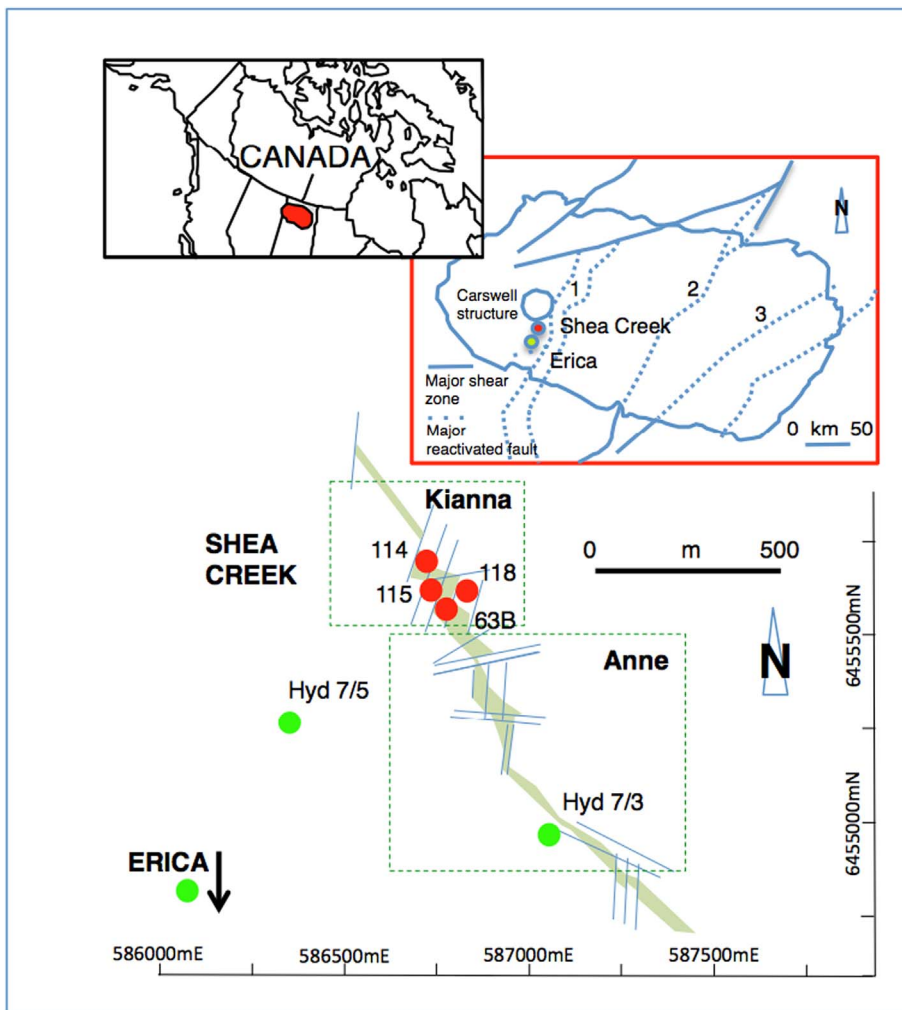 CANADA
N
1
2
3
Carswell
structure
Shea Creek
Erica
Major shear
zone
Major
reactivated fault
0 km 50
Kianna
SHEA
CREEK
114
118
115
63B
0 m 500
N
Anne
Hyd 7/5
Hyd 7/3
ERICA
6455500mN
6455000mN
586000mE
586500mE
587000mE
587500mE